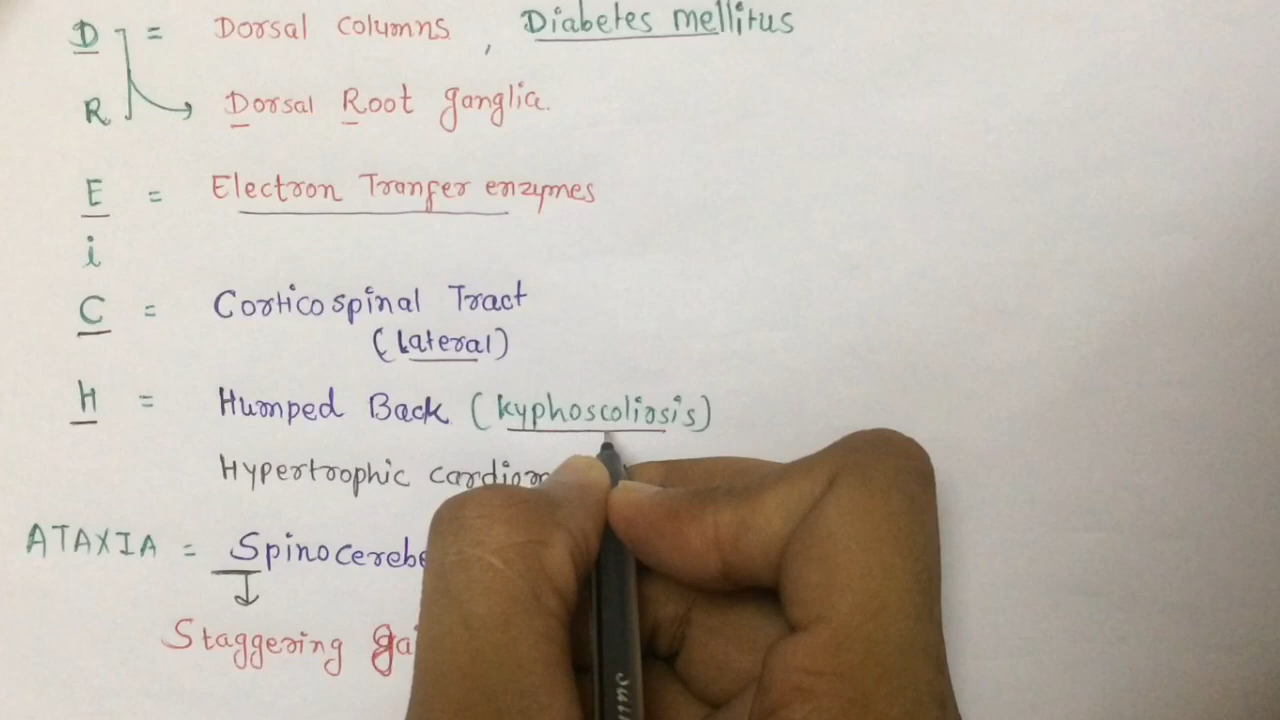 D = Dorsal columns, Diabetes mellitus
R Dorsal Root ganglia.
E = Electron Tranfer enzymes
i
C = Corticospinal Tract
(Lateral)
H = Humped Back (kyphoscoliosis)
Hypertrophic
ATAXIA =
Staggering